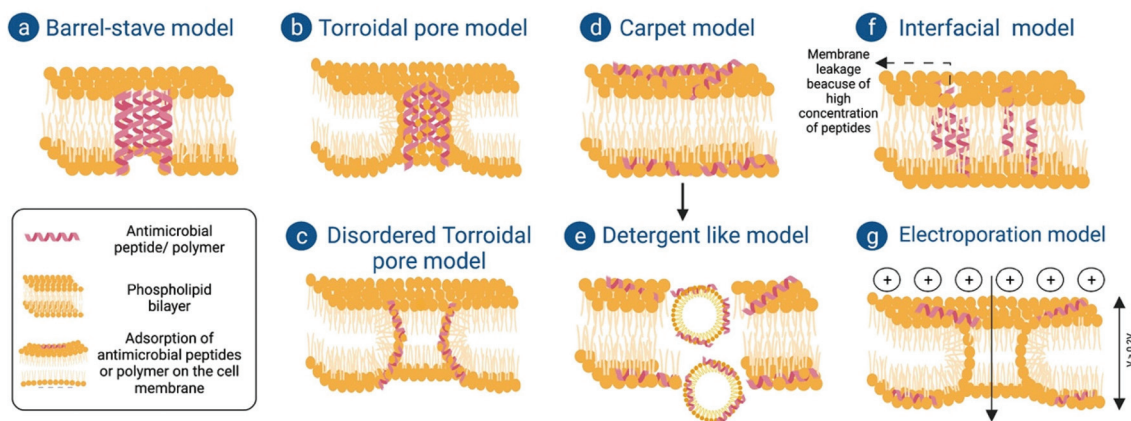 a Barrel-stave model
b Torroidal pore model
d Carpet model
f Interfacial model
Membrane
leakage
beacuse of
high
concentration
of peptides
Antimicrobial
peptide/ polymer
Phospholipid
bilayer
Adsorption of
antimicrobial peptides
or polymer on the cell
membrane
c Disordered Torroidal
pore model
e Detergent like model
g Electroporation model
+ + + + + +